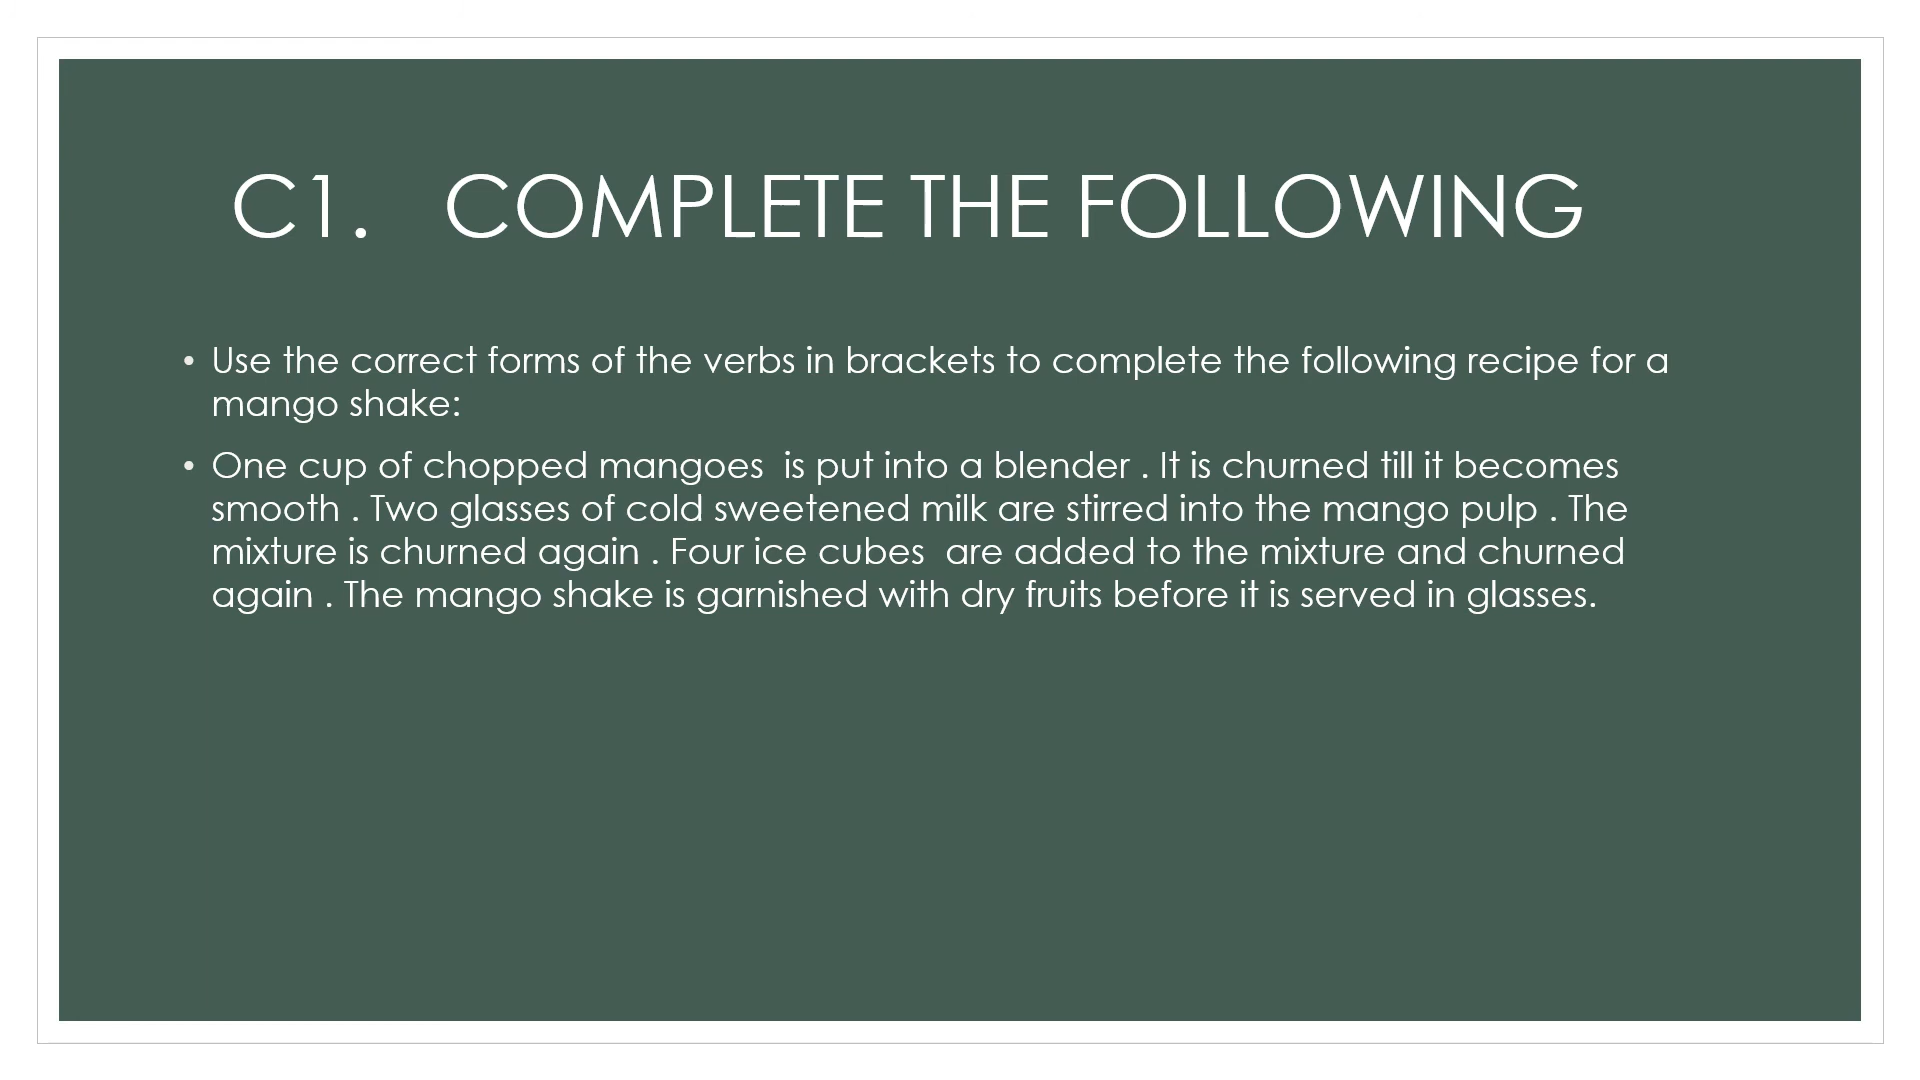 C1. COMPLETE THE FOLLOWING
• Use the correct forms of the verbs in brackets to complete the following recipe for a
mango shake:
• One cup of chopped mangoes  is put into a blender . It is churned till it becomes
smooth . Two glasses of cold sweetened milk are stirred into the mango pulp . The
mixture is churned again . Four ice cubes  are added to the mixture and churned
again . The mango shake is garnished with dry fruits before it is served in glasses.